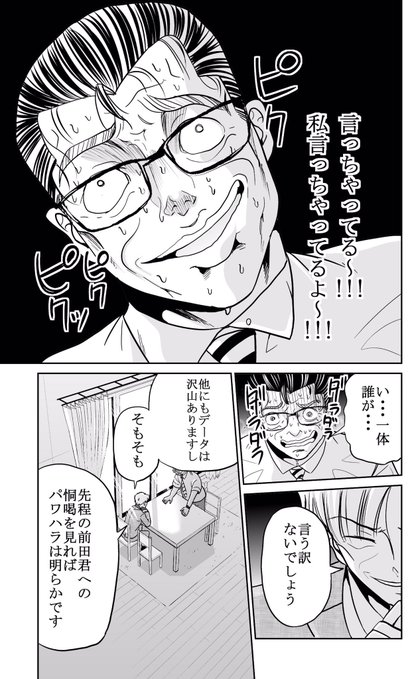 言っちゃってる〜!!!
私言っちゃってるよ〜!!!
ピク
ピクッ
ピク
い・・・一体
誰が・・・
ダラダラ
ダラダラ
言う訳
ないでしょう
他にもデータは
沢山ありますし
そもそも
先程の前田君への
恫喝を見れば
パワハラは明らかです